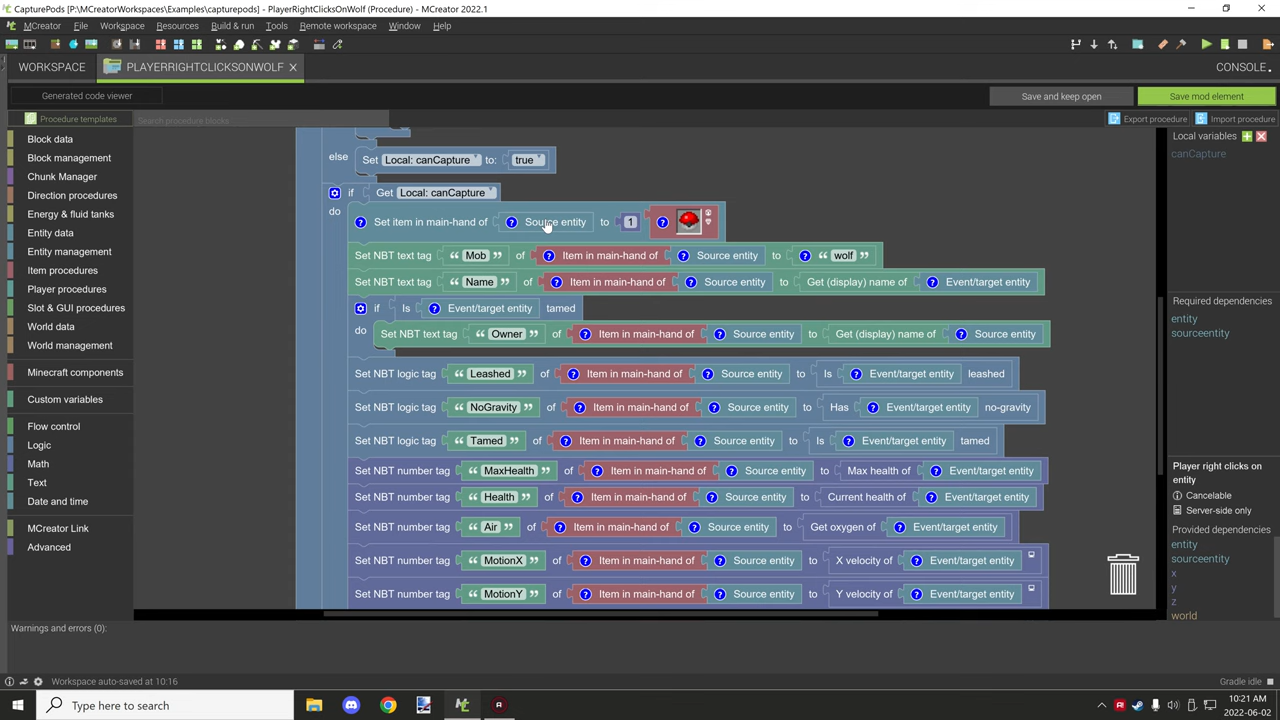 CapturePods [P:\MCreatorWorkspaces\Examples\capturepods] - PlayerRightClicksOnWolf (Procedure) - MCreator 2022.1
MCreator File Workspace Resources Build & run Tools Remote workspace Window Help
WORKSPACE PLAYERRIGHTCLICKSONWOLF CONSOLE
Generated code viewer Save and keep open Save mod element
Procedure templates Search procedure blocks Export procedure Import procedure
Block data
Block management
Chunk Manager
Direction procedures
Energy & fluid tanks
Entity data
Entity management
Item procedures
Player procedures
Slot & GUI procedures
World data
World management
Minecraft components
Custom variables
Flow control
Logic
Math
Text
Date and time
MCreator Link
Advanced
else Set Local: canCapture to: true
if Get Local: canCapture
do Set item in main-hand of Source entity to 1
Set NBT text tag “ Mob ” of Item in main-hand of Source entity to “ wolf ”
Set NBT text tag “ Name ” of Item in main-hand of Source entity to Get (display) name of Event/target entity
if Is Event/target entity tamed
do Set NBT text tag “ Owner ” of Item in main-hand of Source entity to Get (display) name of Source entity
Set NBT logic tag “ Leashed ” of Item in main-hand of Source entity to Is Event/target entity leashed
Set NBT logic tag “ NoGravity ” of Item in main-hand of Source entity to Has Event/target entity no-gravity
Set NBT logic tag “ Tamed ” of Item in main-hand of Source entity to Is Event/target entity tamed
Set NBT number tag “ MaxHealth ” of Item in main-hand of Source entity to Max health of Event/target entity
Set NBT number tag “ Health ” of Item in main-hand of Source entity to Current health of Event/target entity
Set NBT number tag “ Air ” of Item in main-hand of Source entity to Get oxygen of Event/target entity
Set NBT number tag “ MotionX ” of Item in main-hand of Source entity to X velocity of Event/target entity
Set NBT number tag “ MotionY ” of Item in main-hand of Source entity to Y velocity of Event/target entity
Local variables
canCapture
Required dependencies
entity
sourceentity
Player right clicks on
entity
Cancelable
Server-side only
Provided dependencies
entity
sourceentity
x
y
z
world
Warnings and errors (0):
Workspace auto-saved at 10:16 Gradle idle
Type here to search
10:21 AM
2022-06-02